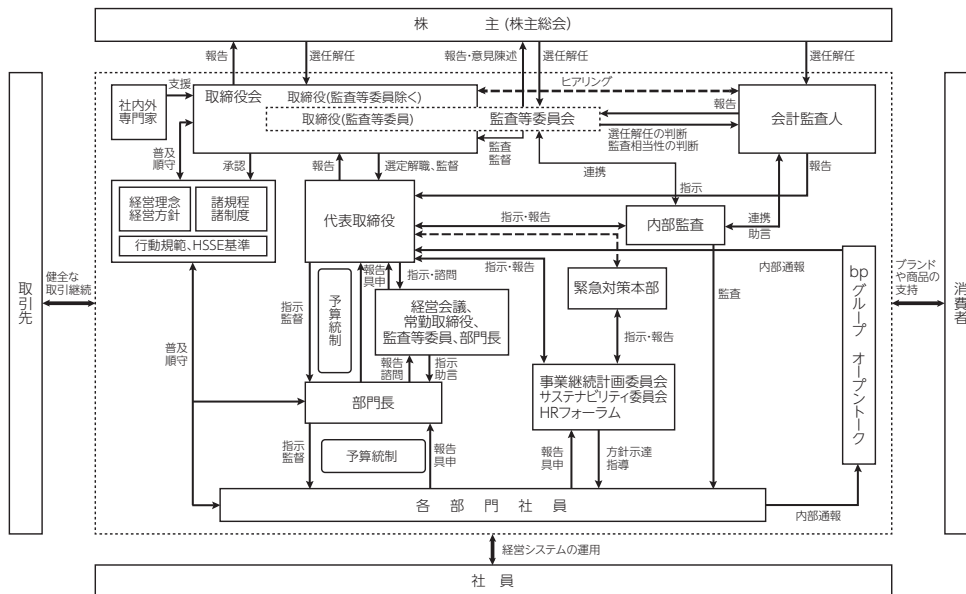 株　主 (株主総会)
報告
選任解任
報告・意見陳述
選任解任
選任解任
ヒアリング
支援
社内外
専門家
取締役会
取締役(監査等委員除く)
取締役(監査等委員)
監査等委員会
報告
会計監査人
選任解任の判断
監査相当性の判断
監査
監督
普及
順守
承認
報告
選定解職、監督
連携
報告
指示
経営理念
経営方針
諸規程
諸制度
行動規範、HSSE基準
代表取締役
指示・報告
内部監査
連携
助言
内部通報
取引先
健全な
取引継続
報告
具申
指示・諮問
指示・報告
緊急対策本部
監査
bpグループ オープントーク
ブランド
や商品の
支持
消費者
指示
監督
予算統制
経営会議、
常勤取締役、
監査等委員、部門長
指示・報告
普及
順守
報告
諮問
指示
助言
事業継続計画委員会
サステナビリティ委員会
HRフォーラム
部門長
指示
監督
予算統制
報告
具申
報告
具申
方針示達
指導
各部門社員
内部通報
経営システムの運用
社員